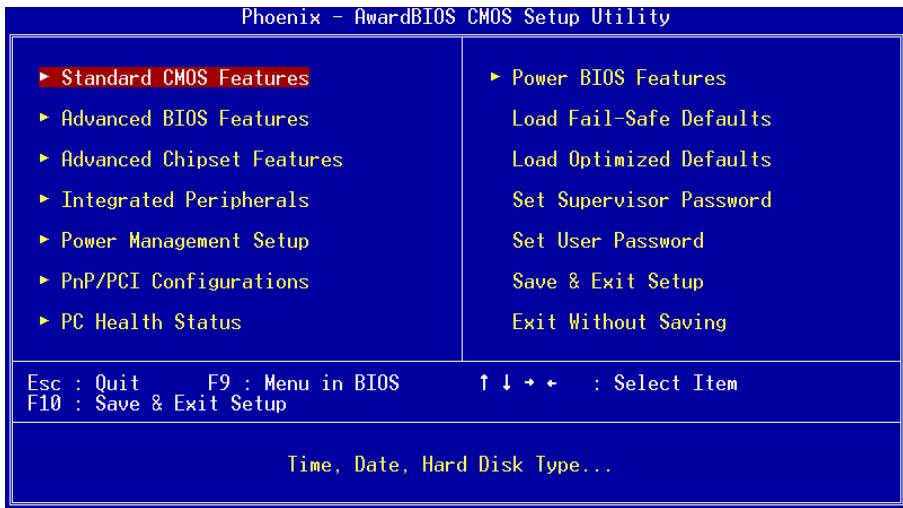 Phoenix - AwardBIOS CMOS Setup Utility
► Standard CMOS Features
► Advanced BIOS Features
► Advanced Chipset Features
► Integrated Peripherals
► Power Management Setup
► PnP/PCI Configurations
► PC Health Status
► Power BIOS Features
Load Fail-Safe Defaults
Load Optimized Defaults
Set Supervisor Password
Set User Password
Save & Exit Setup
Exit Without Saving
Esc : Quit F9 : Menu in BIOS ↑ ↓ → ← : Select Item
F10 : Save & Exit Setup
Time, Date, Hard Disk Type...